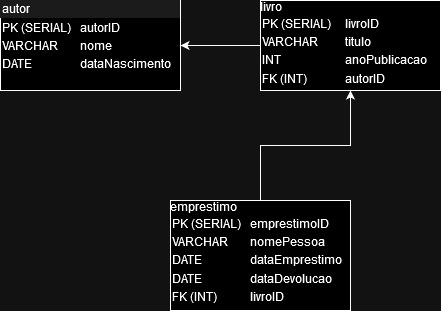 autor
PK (SERIAL) autorID
VARCHAR nome
DATE dataNascimento
livro
PK (SERIAL) livroID
VARCHAR titulo
INT anoPublicacao
FK (INT) autorID
emprestimo
PK (SERIAL) emprestimoID
VARCHAR nomePessoa
DATE dataEmprestimo
DATE dataDevolucao
FK (INT) livroID